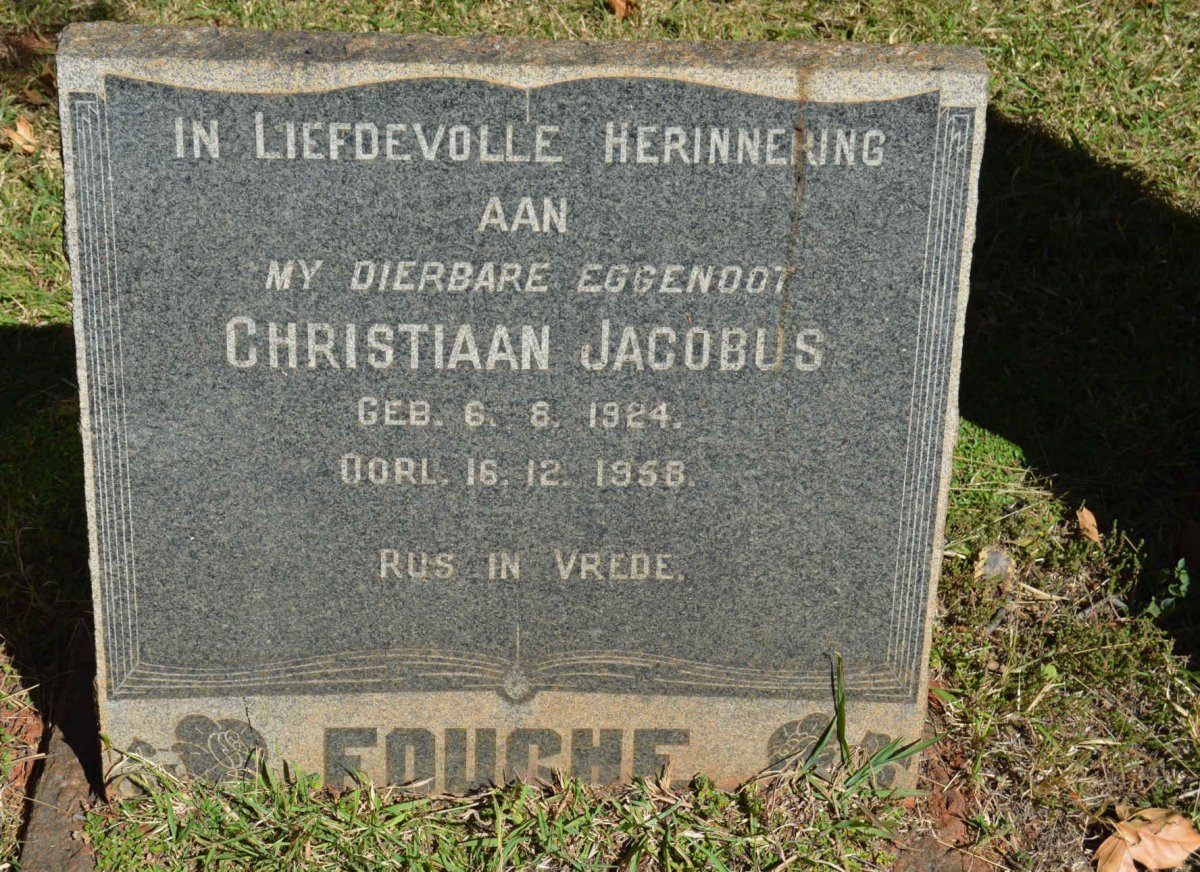 IN LIEFDEVOLLE HERINNERING
AAN
MY DIERBARE EGGENOOT
CHRISTIAAN JACOBUS
GEB. 6. 8. 1924.
OORL. 16. 12. 1958.
RUS IN VREDE.
FOUCHE